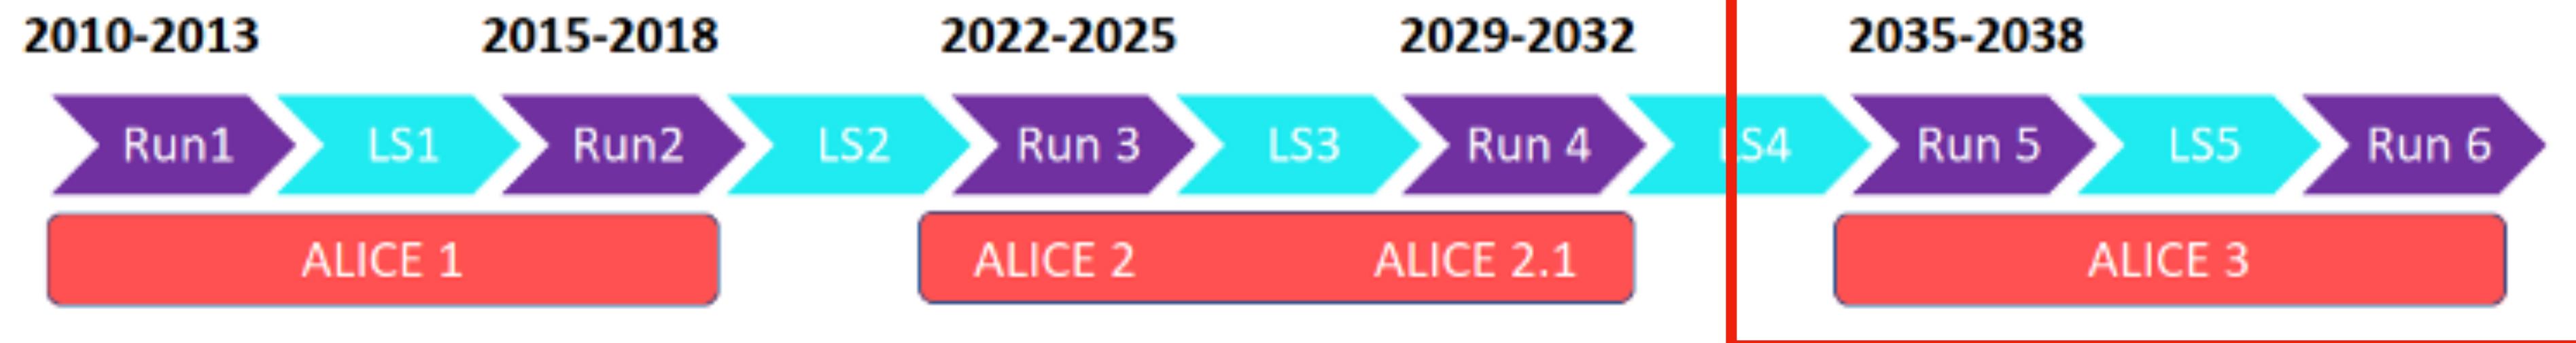 2010-2013 2015-2018 2022-2025 2029-2032 2035-2038
Run1 LS1 Run2 LS2 Run 3 LS3 Run 4 LS4 Run 5 LS5 Run 6
ALICE 1 ALICE 2 ALICE 2.1 ALICE 3